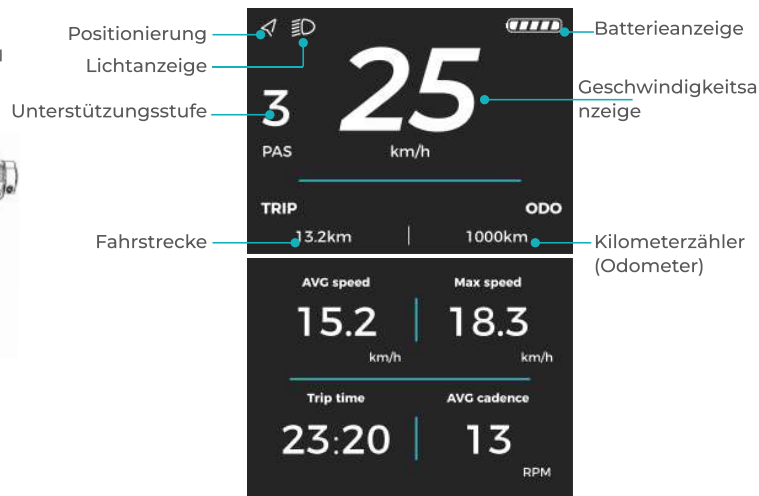 Positionierung
Lichtanzeige
Unterstützungsstufe
Fahrstrecke
3
PAS
25
km/h
TRIP
ODO
13.2km
1000km
Batterieanzeige
Geschwindigkeitsa
nzeige
Kilometerzähler
(Odometer)
AVG speed
Max speed
15.2
18.3
km/h
km/h
Trip time
AVG cadence
23:20
13
RPM